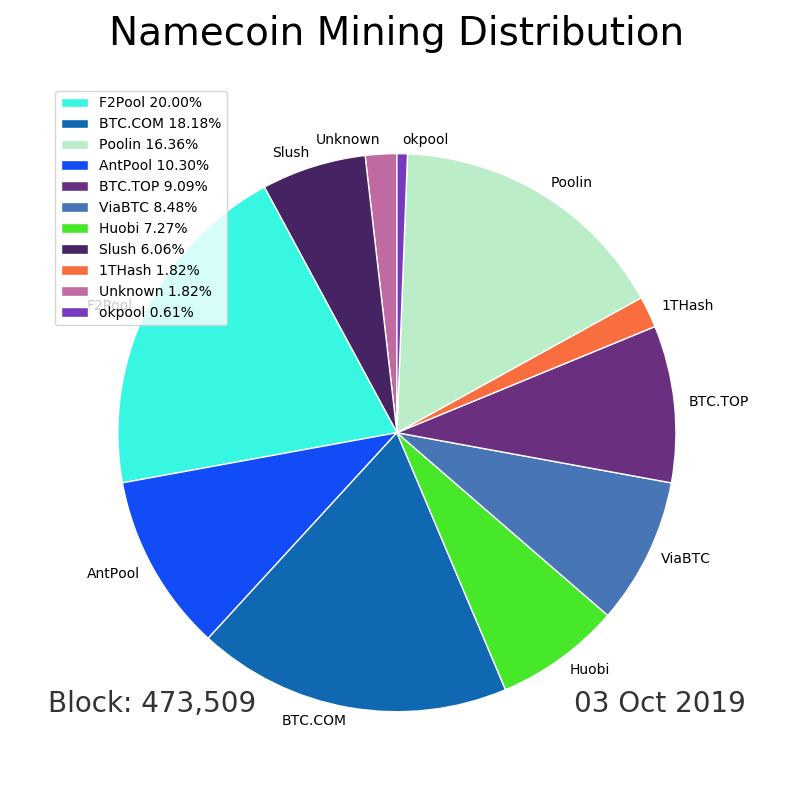 Namecoin Mining Distribution
F2Pool 20.00%
BTC.COM 18.18%
Poolin 16.36%
AntPool 10.30%
BTC.TOP 9.09%
ViaBTC 8.48%
Huobi 7.27%
Slush 6.06%
1THash 1.82%
Unknown 1.82%
okpool 0.61%
Unknown
okpool
Slush
Poolin
F2Pool
1THash
BTC.TOP
ViaBTC
AntPool
Huobi
BTC.COM
Block: 473,509
03 Oct 2019